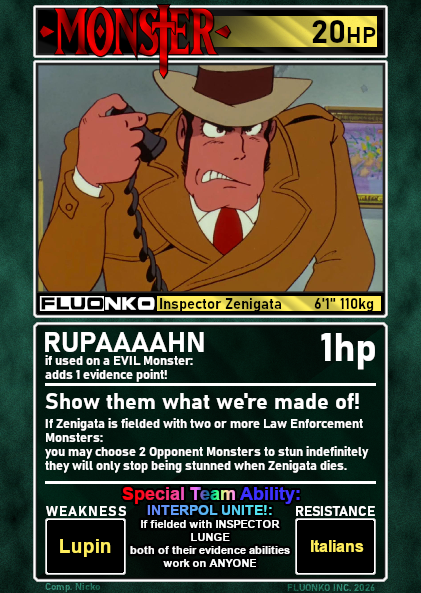 MONSTER
20HP
FLUONKO Inspector Zenigata 6'1" 110kg
RUPAAAAHN 1hp
if used on a EVIL Monster:
adds 1 evidence point!
Show them what we're made of!
If Zenigata is fielded with two or more Law Enforcement
Monsters:
you may choose 2 Opponent Monsters to stun indefinitely
they will only stop being stunned when Zenigata dies.
Special Team Ability:
INTERPOL UNITE!:
If fielded with INSPECTOR
LUNGE
both of their evidence abilities
work on ANYONE
WEAKNESS
Lupin
RESISTANCE
Italians
Comp. Nicko
FLUONKO INC. 2026